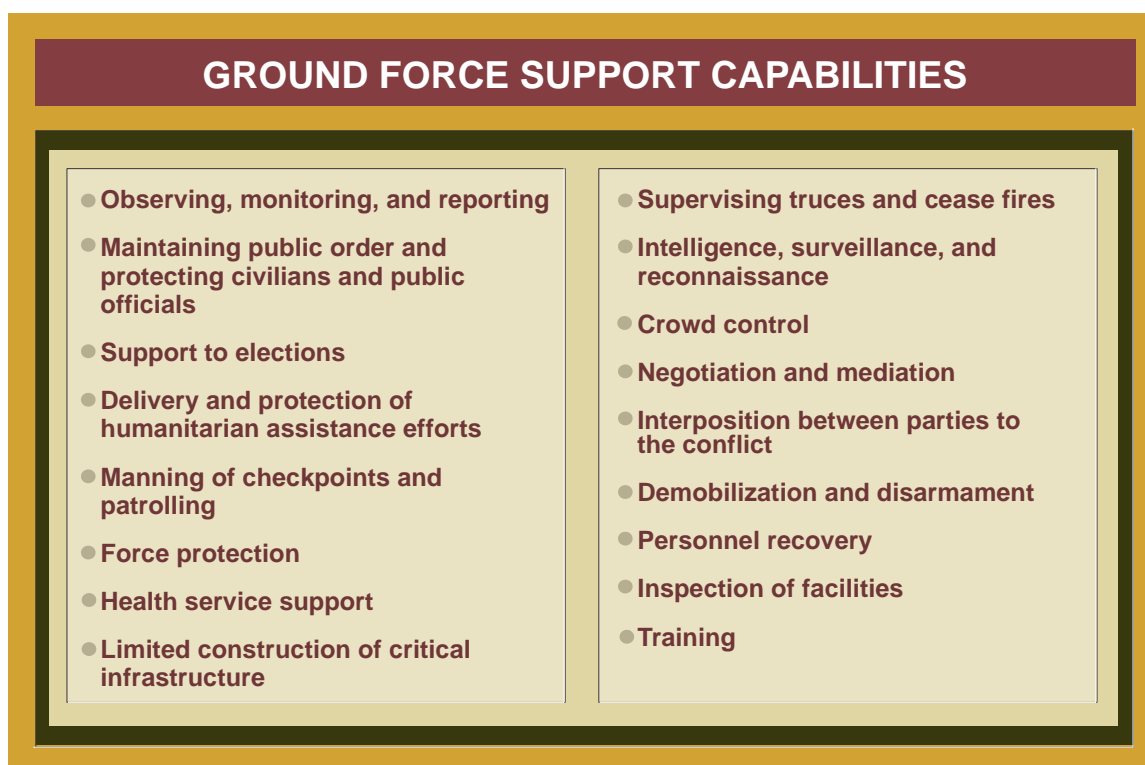 GROUND FORCE SUPPORT CAPABILITIES
Observing, monitoring, and reporting
Maintaining public order and
protecting civilians and public
officials
Support to elections
Delivery and protection of
humanitarian assistance efforts
Manning of checkpoints and
patrolling
Force protection
Health service support
Limited construction of critical
infrastructure
Supervising truces and cease fires
Intelligence, surveillance, and
reconnaissance
Crowd control
Negotiation and mediation
Interposition between parties to
the conflict
Demobilization and disarmament
Personnel recovery
Inspection of facilities
Training